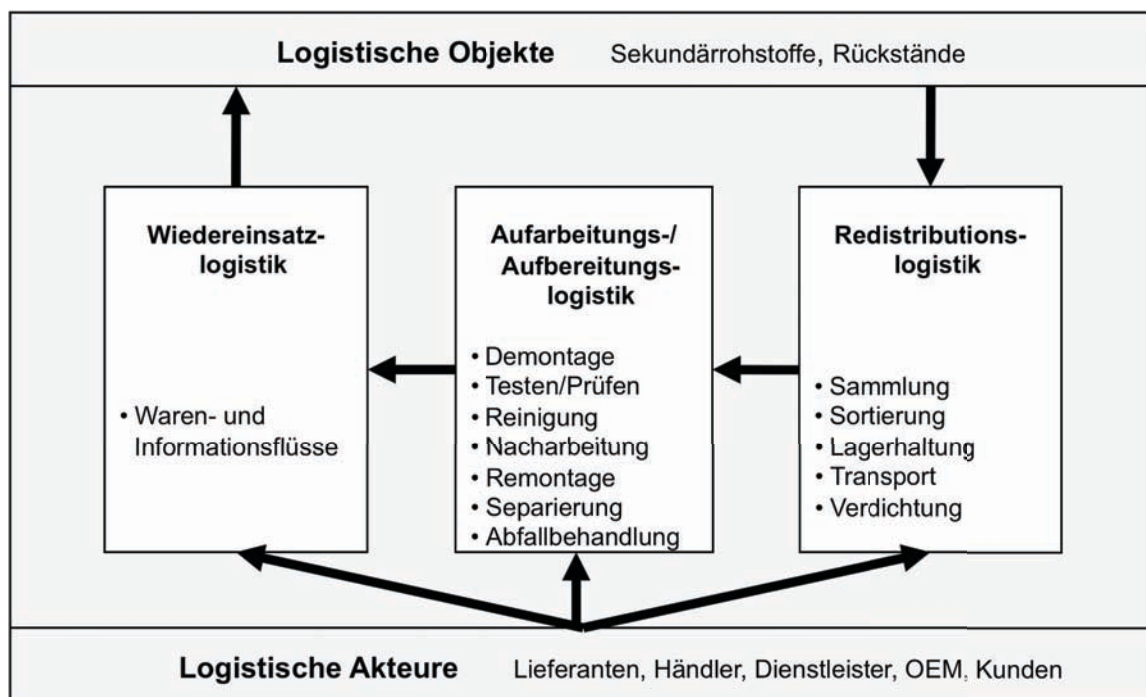 Logistische Objekte Sekundärrohstoffe, Rückstände
Wiedereinsatz-
logistik
• Waren- und
Informationsflüsse
Aufarbeitungs-/
Aufbereitungs-
logistik
• Demontage
• Testen/Prüfen
• Reinigung
• Nacharbeitung
• Remontage
• Separierung
• Abfallbehandlung
Redistributions-
logistik
• Sammlung
• Sortierung
• Lagerhaltung
• Transport
• Verdichtung
Logistische Akteure Lieferanten, Händler, Dienstleister, OEM, Kunden